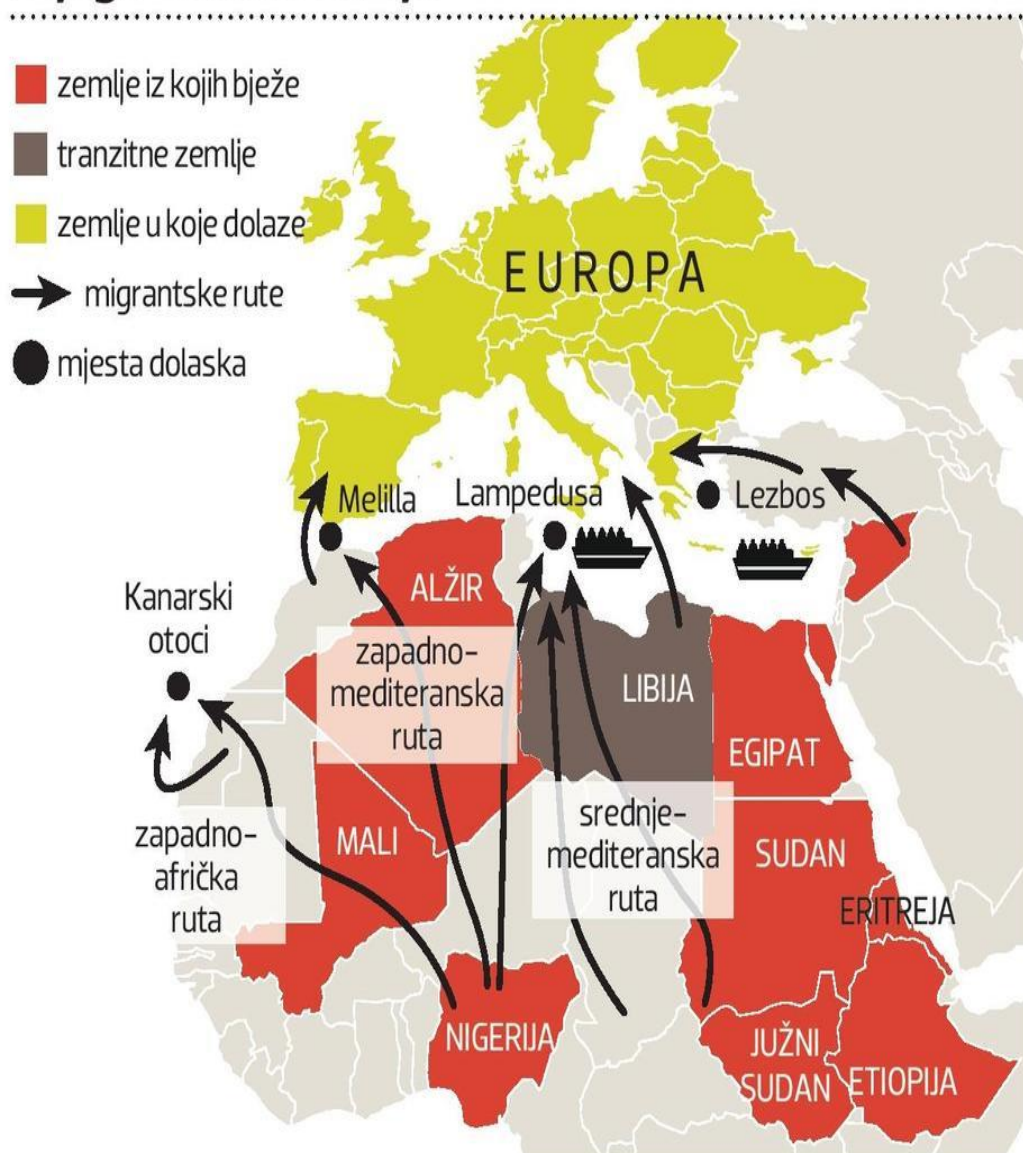 zemlje iz kojih bježe
tranzitne zemlje
zemlje u koje dolaze
migrantske rute
mjesta dolaska
EUROPA
Melilla
Lampedusa
Lezbos
Kanarski
otoci
ALŽIR
zapadno-
mediteranska
ruta
LIBIJA
EGIPAT
zapadno-
afrička
ruta
MALI
srednje-
mediteranska
ruta
SUDAN
ERITREJA
NIGERIJA
JUŽNI
SUDAN
ETIOPIJA